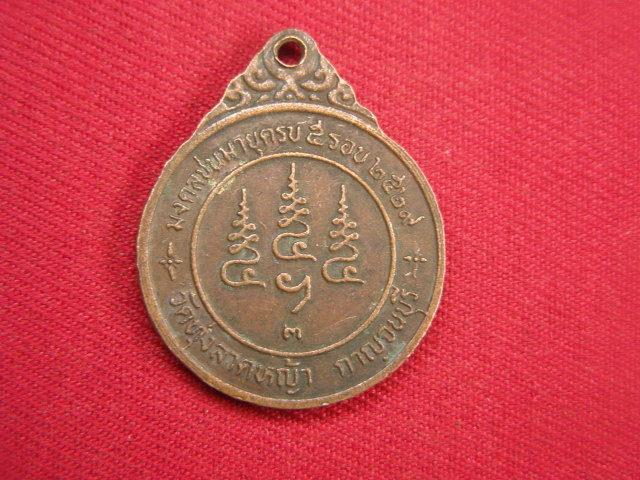 มงคลชนมายุครบ ๕ รอบ ๒๕๑๙
๓
วัดทุ่งลาดหญ้า กาญจนบุรี